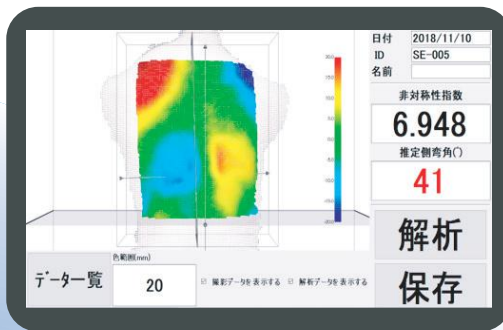 日付 2018/11/10
ID SE-005
名前
非対称性指数
6.948
推定側弯角(°)
41
解析
色範囲(mm)
データ一覧
20
撮影データを表示する
解析データを表示する
保存